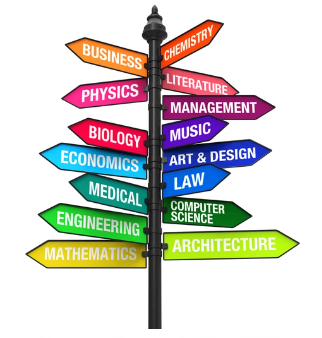 BUSINESS
CHEMISTRY
PHYSICS
LITERATURE
MANAGEMENT
BIOLOGY
MUSIC
ECONOMICS
ART & DESIGN
MEDICAL
LAW
ENGINEERING
COMPUTER
SCIENCE
MATHEMATICS
ARCHITECTURE